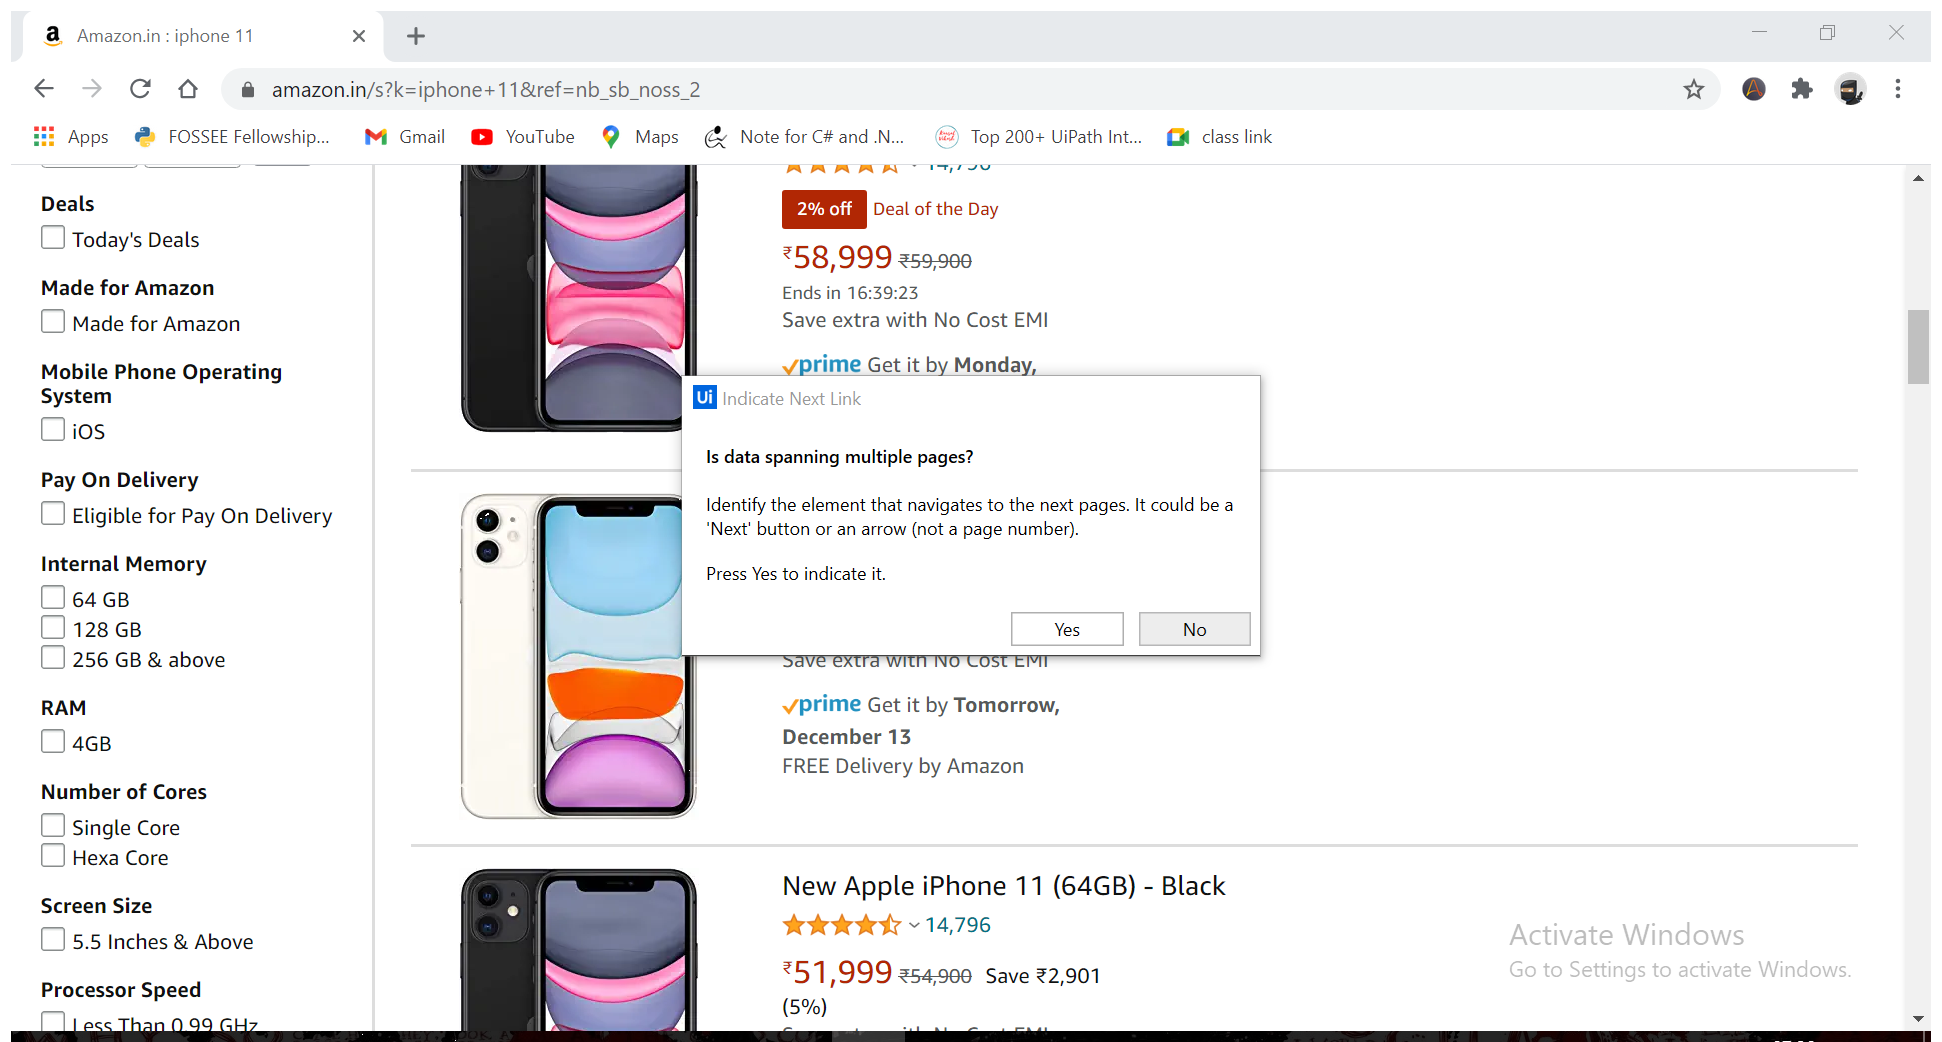 a Amazon.in : iphone 11
amazon.in/s?k=iphone+11&ref=nb_sb_noss_2
Apps FOSSEE Fellowship... Gmail YouTube Maps Note for C# and .N... Top 200+ UiPath Int... class link
Deals
Today's Deals
Made for Amazon
Made for Amazon
Mobile Phone Operating
System
iOS
Pay On Delivery
Eligible for Pay On Delivery
Internal Memory
64 GB
128 GB
256 GB & above
RAM
4GB
Number of Cores
Single Core
Hexa Core
Screen Size
5.5 Inches & Above
Processor Speed
Less Than 0.99 GHz
14,796
2% off Deal of the Day
₹58,999 ₹59,900
Ends in 16:39:23
Save extra with No Cost EMI
prime Get it by Monday,
Ui Indicate Next Link
Is data spanning multiple pages?
Identify the element that navigates to the next pages. It could be a
'Next' button or an arrow (not a page number).
Press Yes to indicate it.
Yes No
Save extra with No Cost EMI
prime Get it by Tomorrow,
December 13
FREE Delivery by Amazon
New Apple iPhone 11 (64GB) - Black
14,796
₹51,999 ₹54,900 Save ₹2,901
(5%)
Activate Windows
Go to Settings to activate Windows.